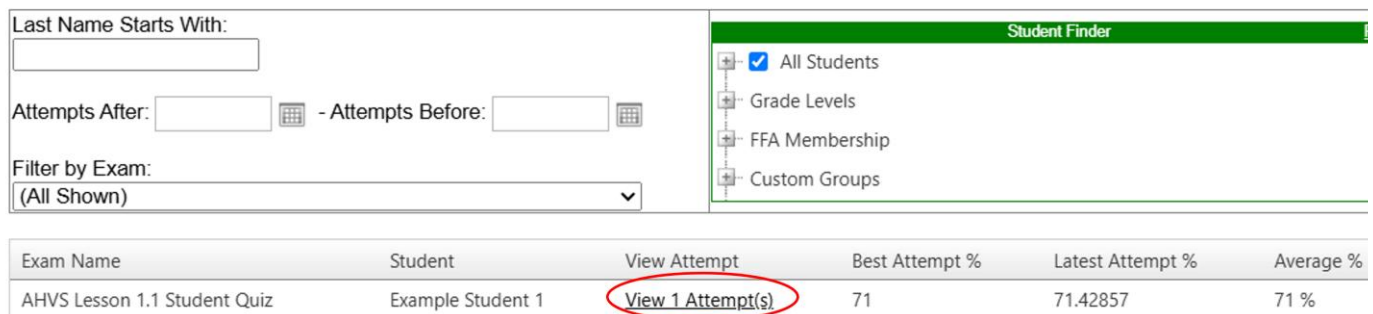 Last Name Starts With:
Attempts After: - Attempts Before:
Filter by Exam:
(All Shown)
Student Finder
All Students
Grade Levels
FFA Membership
Custom Groups
Exam Name Student View Attempt Best Attempt % Latest Attempt % Average %
AHVS Lesson 1.1 Student Quiz Example Student 1 View 1 Attempt(s) 71 71.42857 71 %